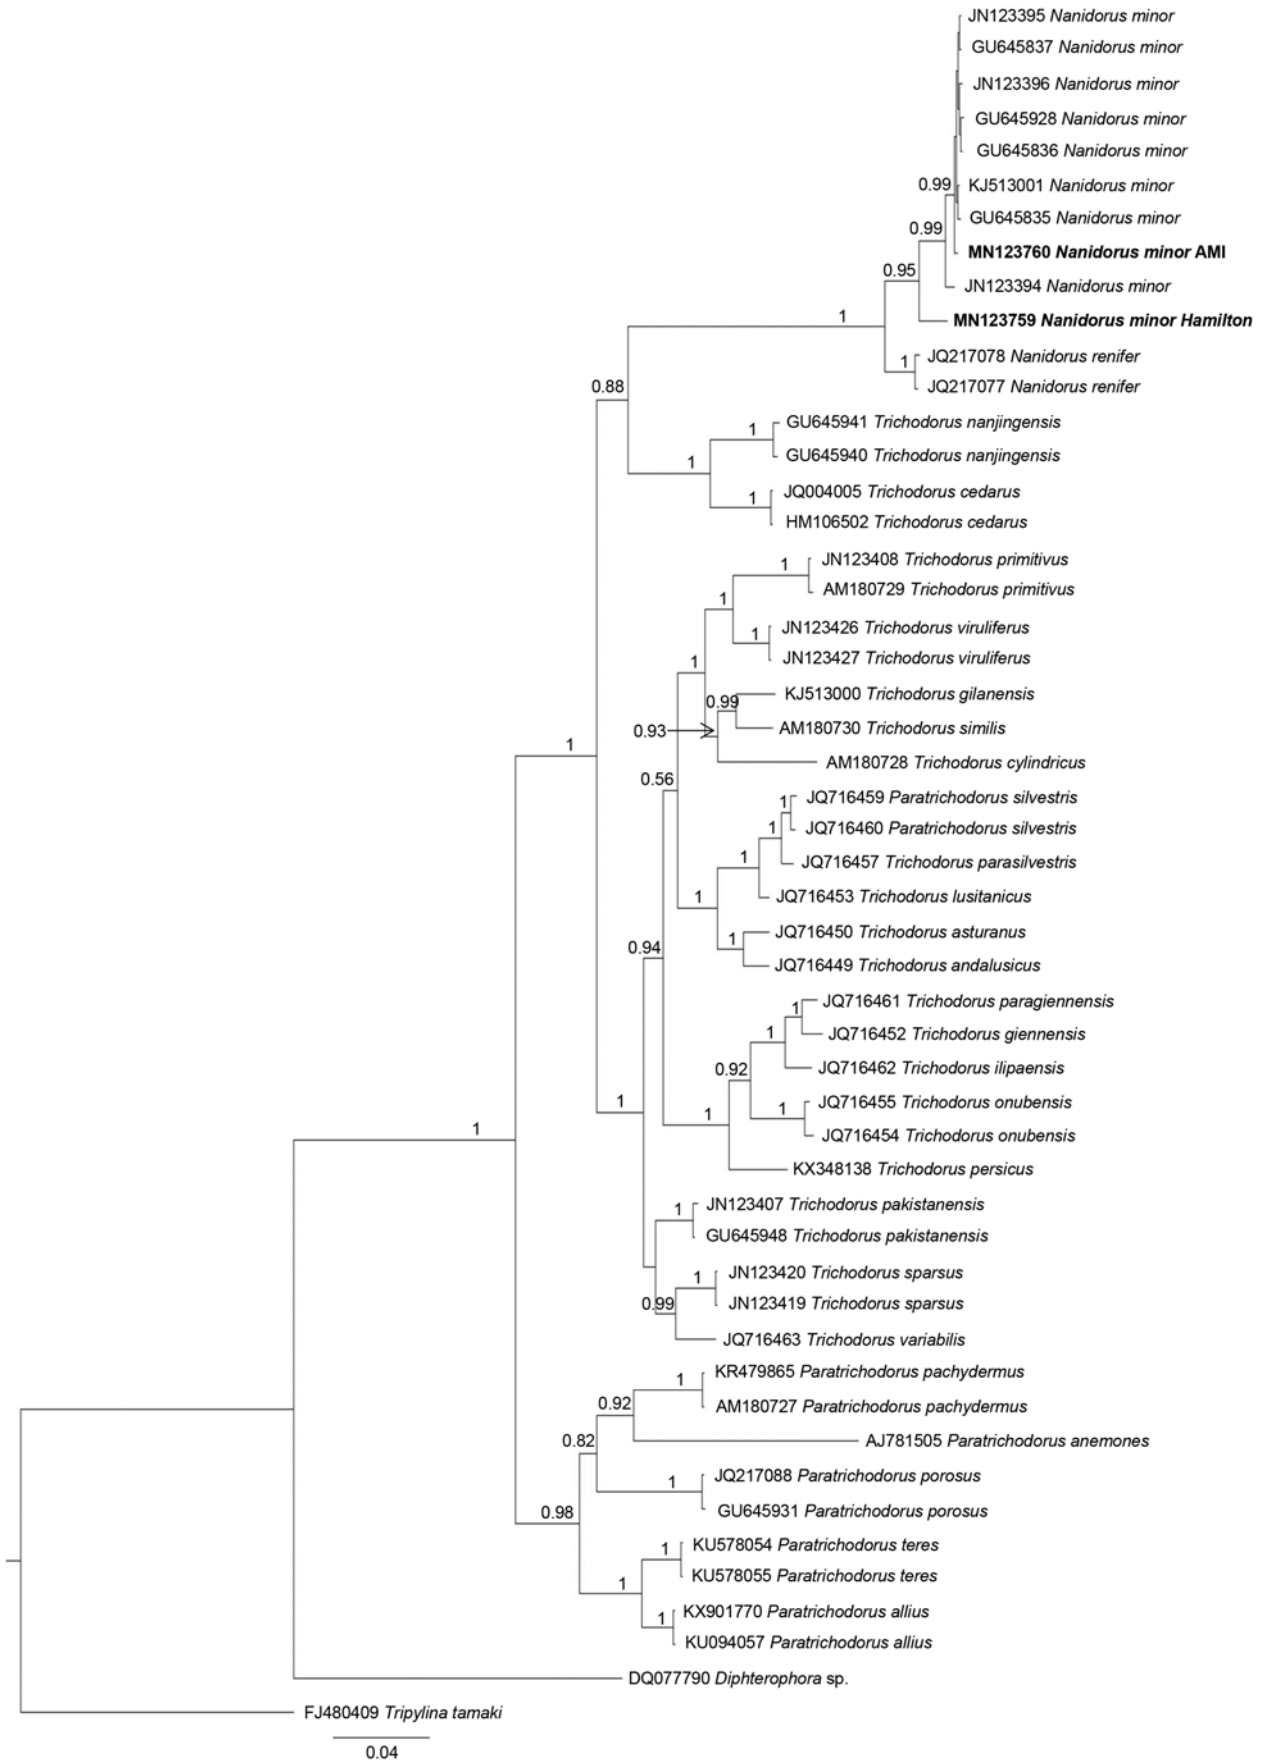 JN123395 Nanidorus minor
GU645837 Nanidorus minor
JN123396 Nanidorus minor
GU645928 Nanidorus minor
GU645836 Nanidorus minor
0.99
KJ513001 Nanidorus minor
GU645835 Nanidorus minor
0.99
MN123760 Nanidorus minor AMI
0.95
JN123394 Nanidorus minor
1
MN123759 Nanidorus minor Hamilton
1
JQ217078 Nanidorus renifer
0.88
JQ217077 Nanidorus renifer
1
GU645941 Trichodorus nanjingensis
1
GU645940 Trichodorus nanjingensis
1
JQ004005 Trichodorus cedarus
HM106502 Trichodorus cedarus
1
JN123408 Trichodorus primitivus
1
AM180729 Trichodorus primitivus
1
JN123426 Trichodorus viruliferus
1
JN123427 Trichodorus viruliferus
0.99
KJ513000 Trichodorus gilanensis
0.93
AM180730 Trichodorus similis
1
AM180728 Trichodorus cylindricus
0.56
1
JQ716459 Paratrichodorus silvestris
1
JQ716460 Paratrichodorus silvestris
1
JQ716457 Trichodorus parasilvestris
1
JQ716453 Trichodorus lusitanicus
1
JQ716450 Trichodorus asturanus
0.94
JQ716449 Trichodorus andalusicus
1
JQ716461 Trichodorus paragiennensis
1
JQ716452 Trichodorus giennensis
0.92
JQ716462 Trichodorus ilipaensis
1
1
JQ716455 Trichodorus onubensis
1
1
JQ716454 Trichodorus onubensis
KX348138 Trichodorus persicus
1
JN123407 Trichodorus pakistanensis
GU645948 Trichodorus pakistanensis
1
JN123420 Trichodorus sparsus
0.99
JN123419 Trichodorus sparsus
JQ716463 Trichodorus variabilis
1
KR479865 Paratrichodorus pachydermus
0.92
AM180727 Paratrichodorus pachydermus
0.82
AJ781505 Paratrichodorus anemones
1
JQ217088 Paratrichodorus porosus
0.98
GU645931 Paratrichodorus porosus
1
KU578054 Paratrichodorus teres
1
KU578055 Paratrichodorus teres
1
KX901770 Paratrichodorus allius
KU094057 Paratrichodorus allius
DQ077790 Diphterophora sp.
FJ480409 Tripylina tamaki
0.04